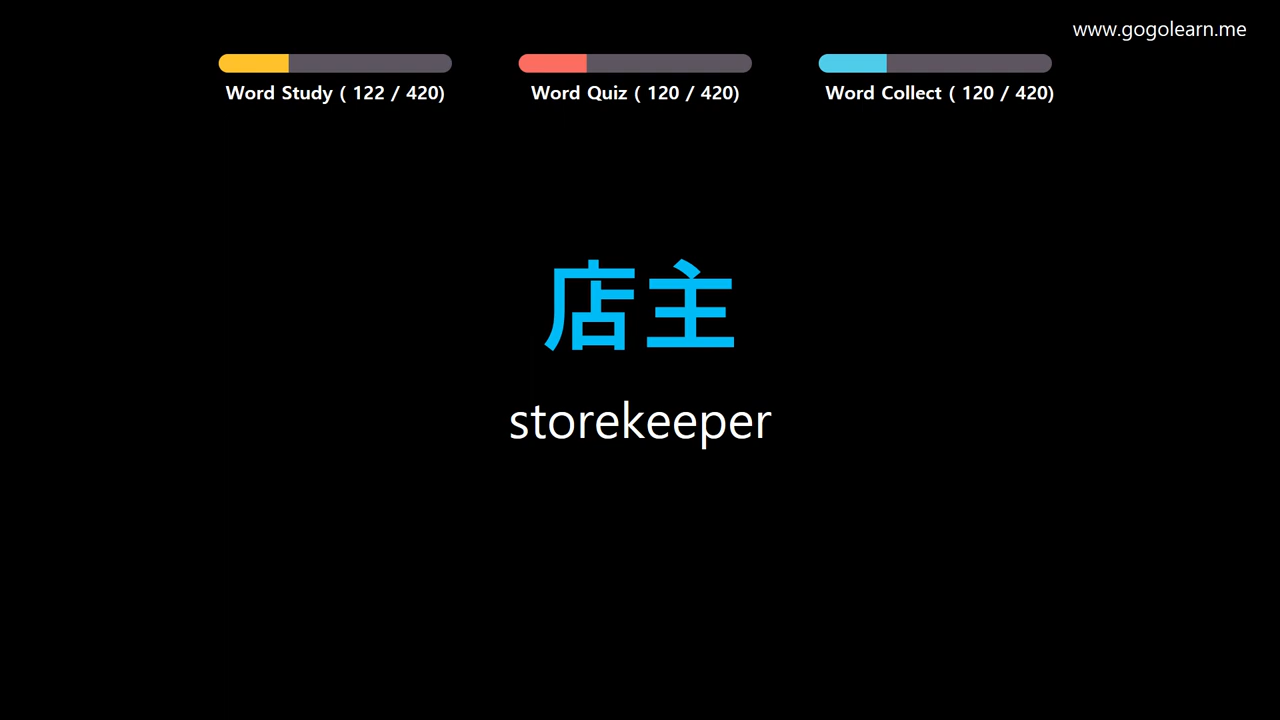 www.gogolearn.me
Word Study ( 122 / 420)
Word Quiz ( 120 / 420)
Word Collect ( 120 / 420)
店主
storekeeper